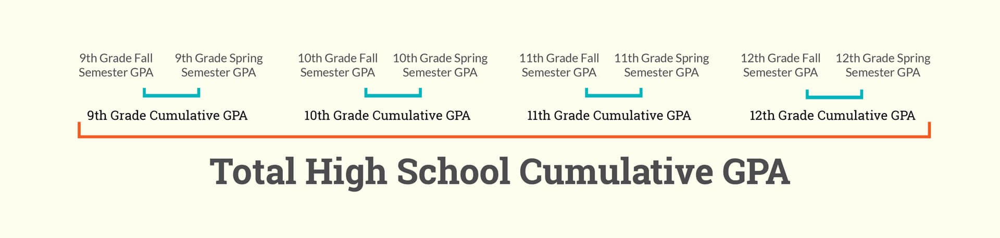 9th Grade Fall
Semester GPA
9th Grade Spring
Semester GPA
10th Grade Fall
Semester GPA
10th Grade Spring
Semester GPA
11th Grade Fall
Semester GPA
11th Grade Spring
Semester GPA
12th Grade Fall
Semester GPA
12th Grade Spring
Semester GPA
9th Grade Cumulative GPA
10th Grade Cumulative GPA
11th Grade Cumulative GPA
12th Grade Cumulative GPA
Total High School Cumulative GPA